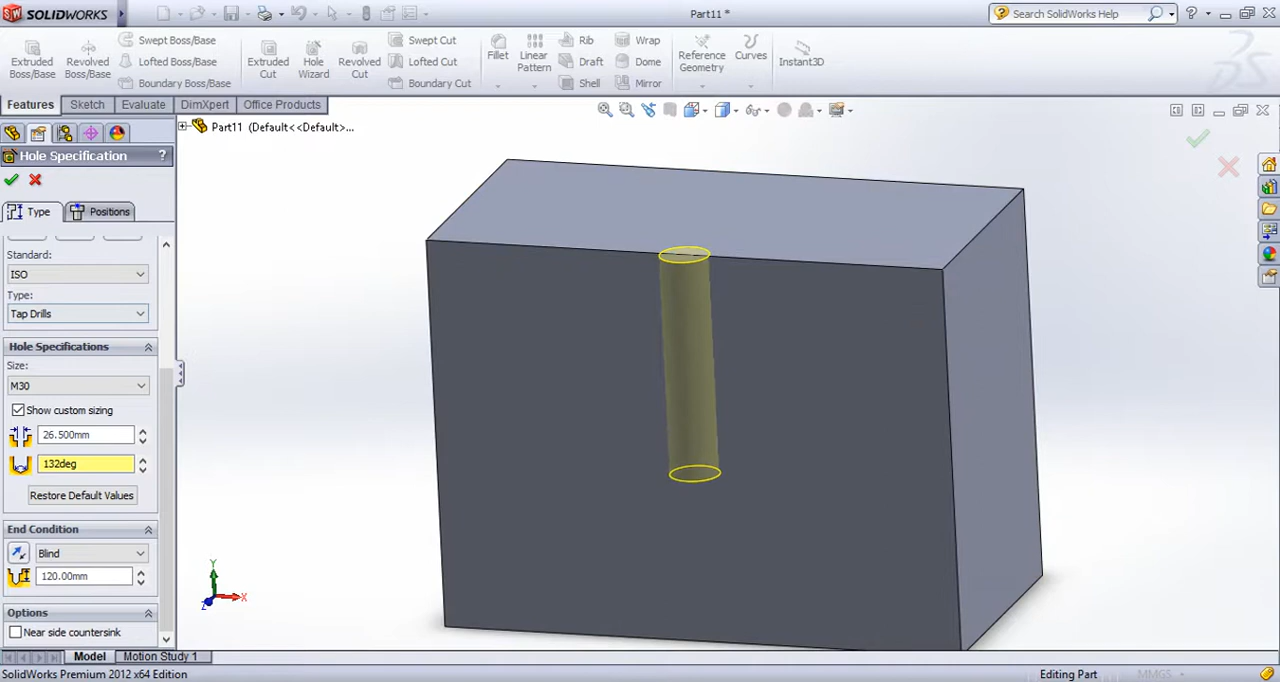 SOLIDWORKS
Part11 *
Search SolidWorks Help
Extruded Boss/Base
Revolved Boss/Base
Swept Boss/Base
Lofted Boss/Base
Boundary Boss/Base
Extruded Cut
Hole Wizard
Revolved Cut
Swept Cut
Lofted Cut
Boundary Cut
Fillet
Linear Pattern
Rib
Draft
Shell
Wrap
Dome
Mirror
Reference Geometry
Curves
Instant3D
Features
Sketch
Evaluate
DimXpert
Office Products
Part11 (Default<<Default>...
Hole Specification
?
Type
Positions
Standard:
ISO
Type:
Tap Drills
Hole Specifications
Size:
M30
Show custom sizing
26.500mm
132deg
Restore Default Values
End Condition
Blind
120.00mm
Options
Near side countersink
Y
X
Z
Model
Motion Study 1
SolidWorks Premium 2012 x64 Edition
Editing Part
MMGS